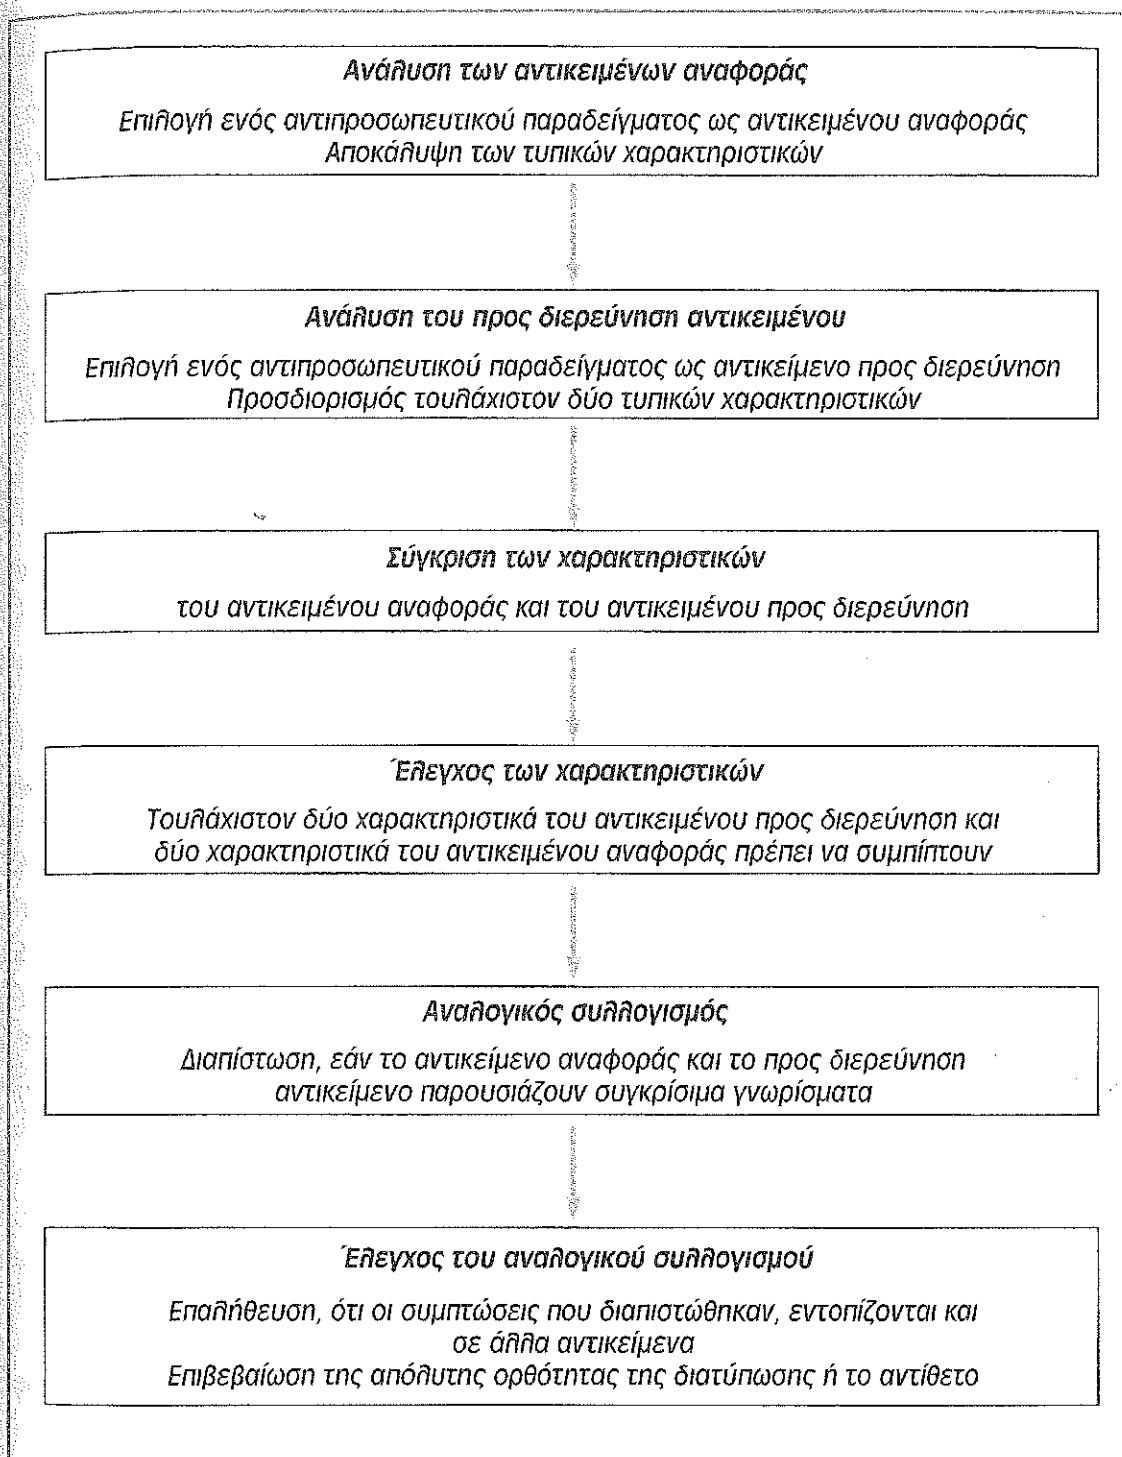 Ανάλυση των αντικειμένων αναφοράς
Επιλογή ενός αντιπροσωπευτικού παραδείγματος ως αντικειμένου αναφοράς
Αποκάλυψη των τυπικών χαρακτηριστικών
Ανάλυση του προς διερεύνηση αντικειμένου
Επιλογή ενός αντιπροσωπευτικού παραδείγματος ως αντικείμενο προς διερεύνηση
Προσδιορισμός τουλάχιστον δύο τυπικών χαρακτηριστικών
Σύγκριση των χαρακτηριστικών
του αντικειμένου αναφοράς και του αντικειμένου προς διερεύνηση
Έλεγχος των χαρακτηριστικών
Τουλάχιστον δύο χαρακτηριστικά του αντικειμένου προς διερεύνηση και
δύο χαρακτηριστικά του αντικειμένου αναφοράς πρέπει να συμπίπτουν
Αναλογικός συλλογισμός
Διαπίστωση, εάν το αντικείμενο αναφοράς και το προς διερεύνηση
αντικείμενο παρουσιάζουν συγκρίσιμα γνωρίσματα
Έλεγχος του αναλογικού συλλογισμού
Επαλήθευση, ότι οι συμπτώσεις που διαπιστώθηκαν, εντοπίζονται και
σε άλλα αντικείμενα
Επιβεβαίωση της απόλυτης ορθότητας της διατύπωσης ή το αντίθετο